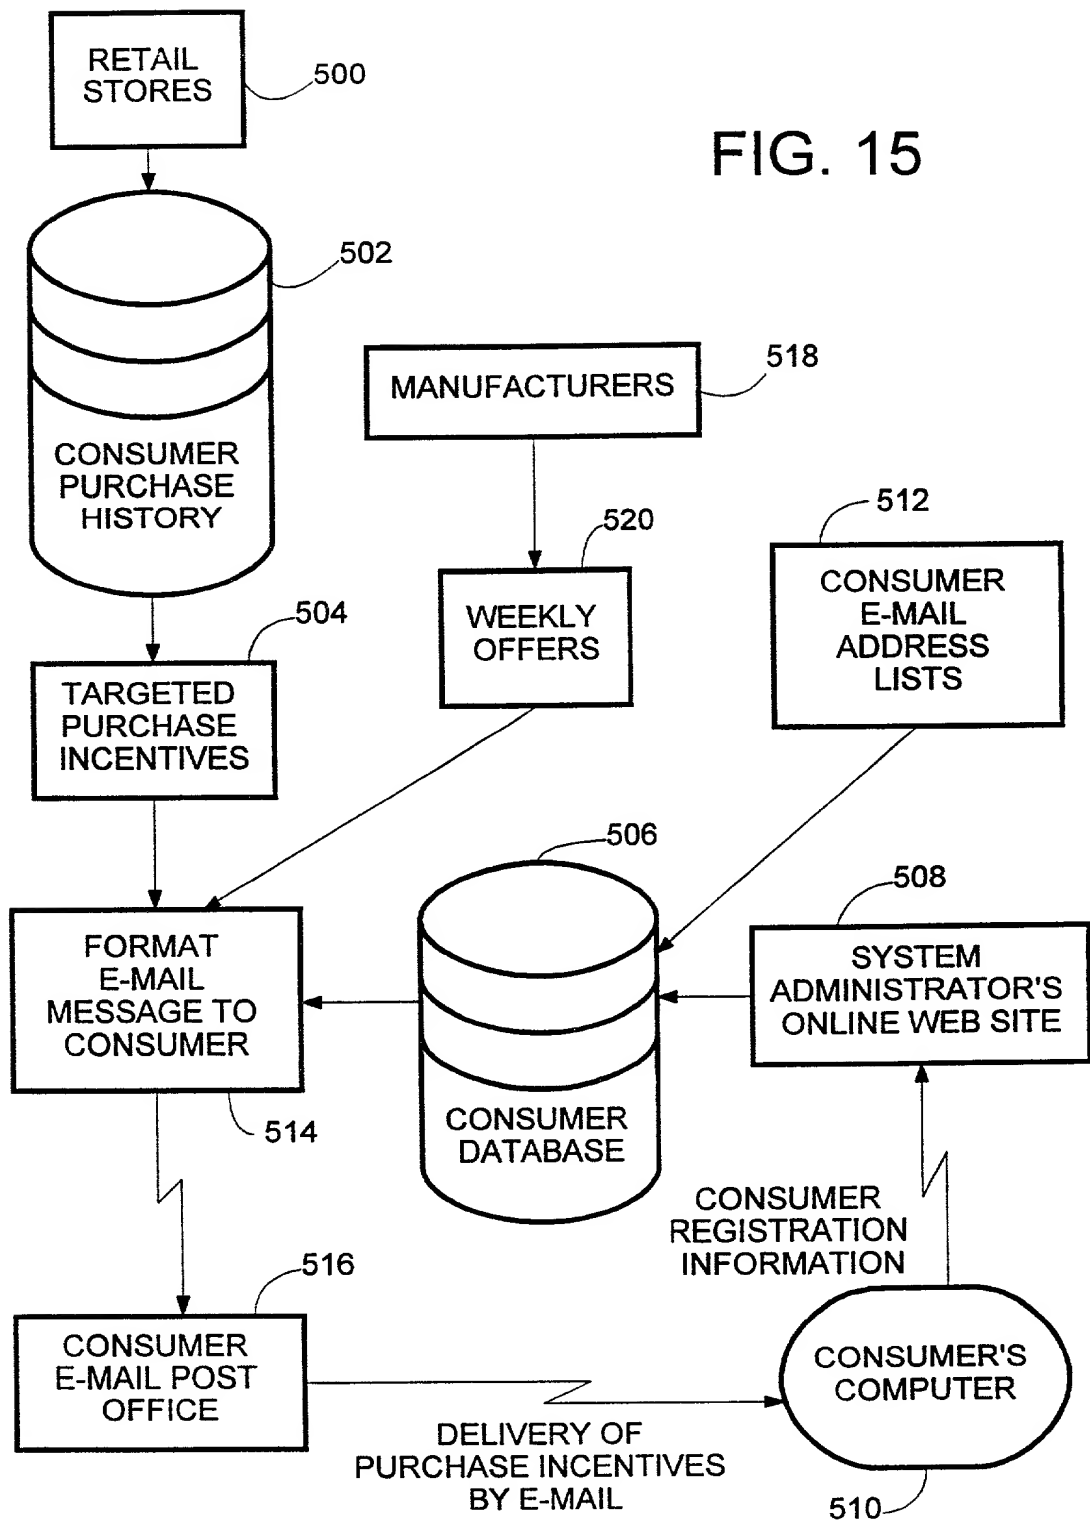 RETAIL
STORES
500
FIG. 15
502
CONSUMER
PURCHASE
HISTORY
MANUFACTURERS
518
520
WEEKLY
OFFERS
512
CONSUMER
E-MAIL
ADDRESS
LISTS
504
TARGETED
PURCHASE
INCENTIVES
506
CONSUMER
DATABASE
508
SYSTEM
ADMINISTRATOR'S
ONLINE WEB SITE
FORMAT
E-MAIL
MESSAGE TO
CONSUMER
514
CONSUMER
REGISTRATION
INFORMATION
516
CONSUMER
E-MAIL POST
OFFICE
DELIVERY OF
PURCHASE INCENTIVES
BY E-MAIL
CONSUMER'S
COMPUTER
510